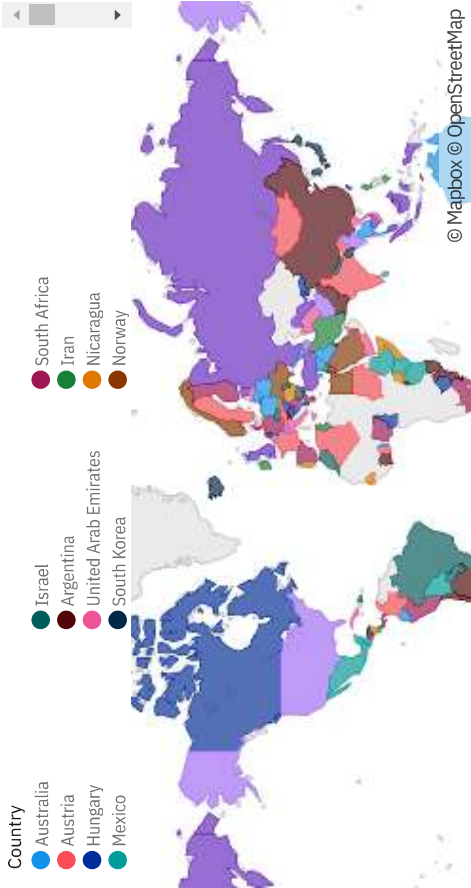 Country
Australia
Austria
Hungary
Mexico
Israel
Argentina
United Arab Emirates
South Korea
South Africa
Iran
Nicaragua
Norway
© Mapbox © OpenStreetMap